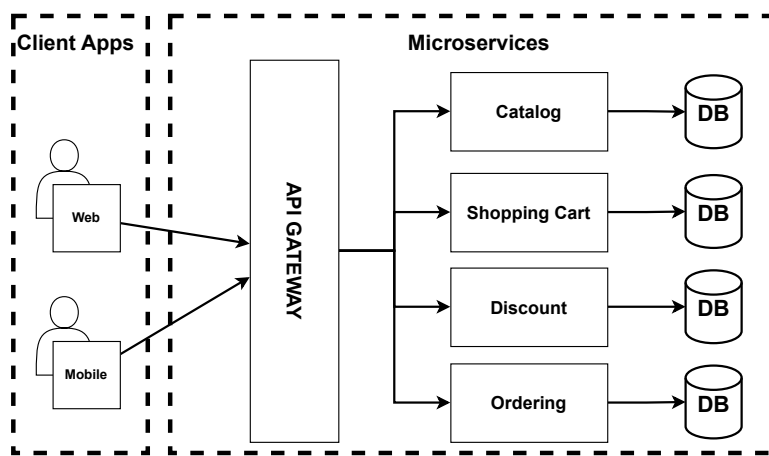 Client Apps
Microservices
Web
Mobile
API GATEWAY
Catalog
DB
Shopping Cart
DB
Discount
DB
Ordering
DB